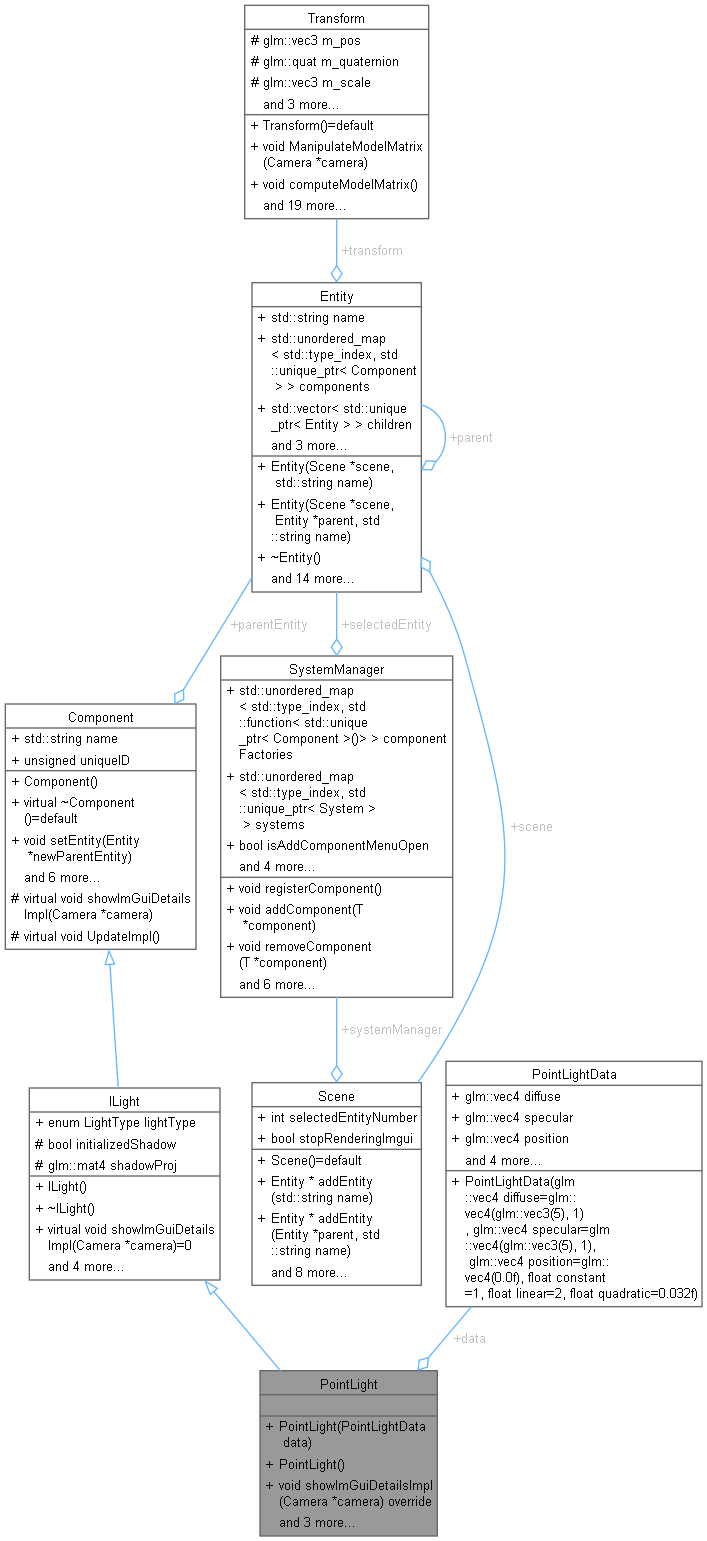 Transform
# glm::vec3 m_pos
# glm::quat m_quaternion
# glm::vec3 m_scale
and 3 more...
+ Transform()=default
+ void ManipulateModelMatrix
(Camera *camera)
+ void computeModelMatrix()
and 19 more...
+transform
Entity
+ std::string name
+ std::unordered_map
< std::type_index, std
::unique_ptr< Component
> > components
+ std::vector< std::unique
_ptr< Entity > > children
and 3 more...
+ Entity(Scene *scene,
std::string name)
+ Entity(Scene *scene,
Entity *parent, std
::string name)
+ ~Entity()
and 14 more...
+parent
+parentEntity
+selectedEntity
+scene
SystemManager
+ std::unordered_map
< std::type_index, std
::function< std::unique
_ptr< Component >()> > component
Factories
+ std::unordered_map
< std::type_index, std
::unique_ptr< System >
> systems
+ bool isAddComponentMenuOpen
and 4 more...
+ void registerComponent()
+ void addComponent(T
*component)
+ void removeComponent
(T *component)
and 6 more...
Component
+ std::string name
+ unsigned uniqueID
+ Component()
+ virtual ~Component
()=default
+ void setEntity(Entity
*newParentEntity)
and 6 more...
# virtual void showImGuiDetails
Impl(Camera *camera)
# virtual void UpdateImpl()
+systemManager
ILight
+ enum LightType lightType
# bool initializedShadow
# glm::mat4 shadowProj
+ ILight()
+ ~ILight()
+ virtual void showImGuiDetails
Impl(Camera *camera)=0
and 4 more...
Scene
+ int selectedEntityNumber
+ bool stopRenderingImgui
+ Scene()=default
+ Entity * addEntity
(std::string name)
+ Entity * addEntity
(Entity *parent, std
::string name)
and 8 more...
PointLightData
+ glm::vec4 diffuse
+ glm::vec4 specular
+ glm::vec4 position
and 4 more...
+ PointLightData(glm
::vec4 diffuse=glm::
vec4(glm::vec3(5), 1)
, glm::vec4 specular=glm
::vec4(glm::vec3(5), 1),
glm::vec4 position=glm::
vec4(0.0f), float constant
=1, float linear=2, float quadratic=0.032f)
+data
PointLight
+ PointLight(PointLightData
data)
+ PointLight()
+ void showImGuiDetailsImpl
(Camera *camera) override
and 3 more...